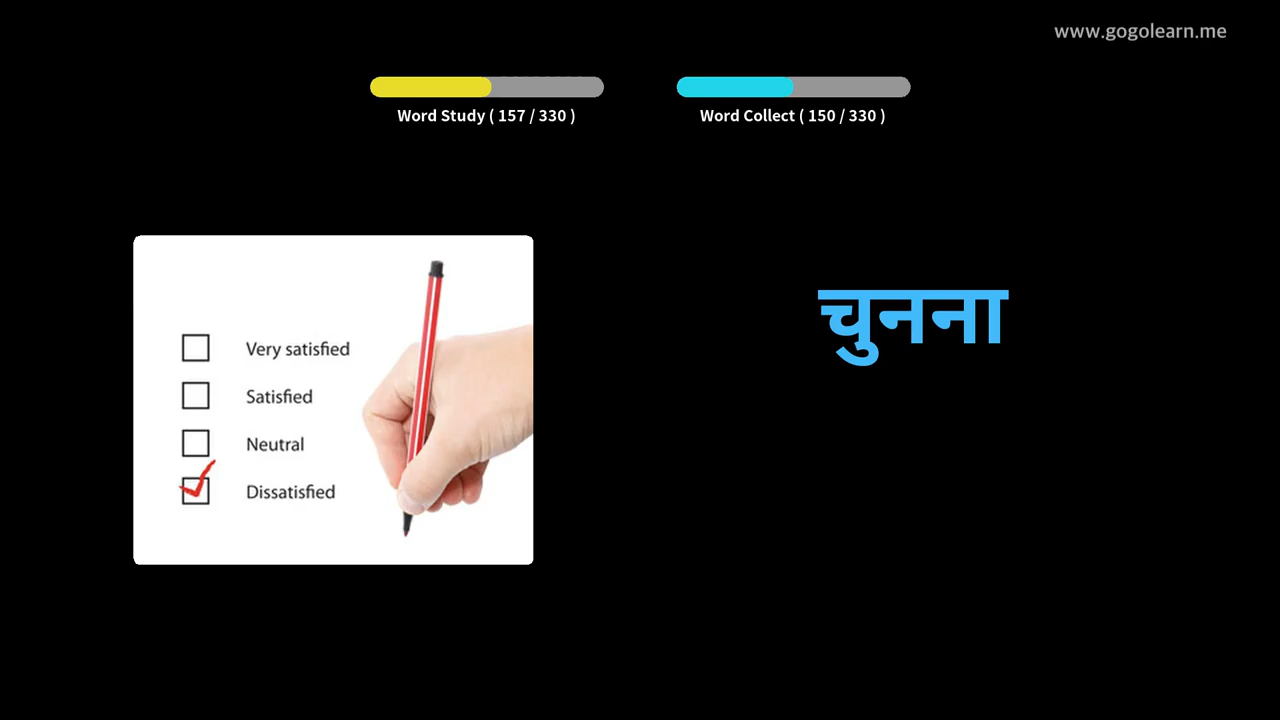 www.gogolearn.me
Word Study ( 157 / 330 )
Word Collect ( 150 / 330 )
Very satisfied
Satisfied
Neutral
Dissatisfied
चुनना